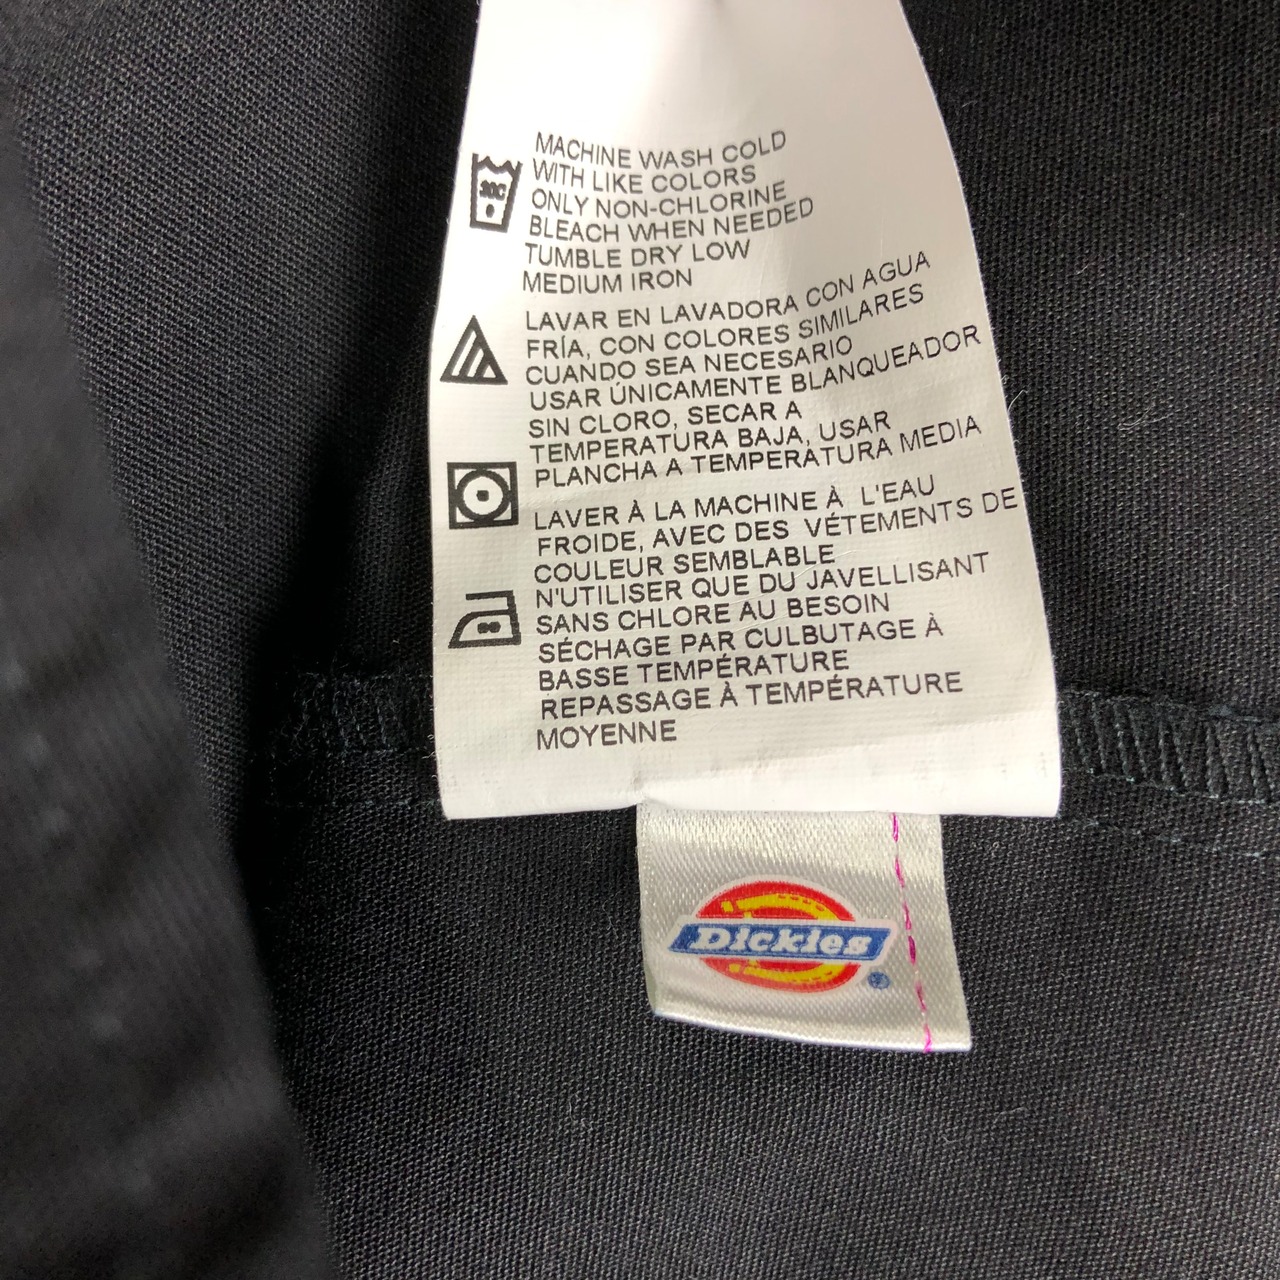 MACHINE WASH COLD
WITH LIKE COLORS
ONLY NON-CHLORINE
BLEACH WHEN NEEDED
TUMBLE DRY LOW
MEDIUM IRON
30C
LAVAR EN LAVADORA CON AGUA
FRÍA, CON COLORES SIMILARES
CUANDO SEA NECESARIO
USAR ÚNICAMENTE BLANQUEADOR
SIN CLORO, SECAR A
TEMPERATURA BAJA, USAR
PLANCHA A TEMPERATURA MEDIA
LAVER À LA MACHINE À L'EAU
FROIDE, AVEC DES VÉTEMENTS DE
COULEUR SEMBLABLE
N'UTILISER QUE DU JAVELLISANT
SANS CHLORE AU BESOIN
SÉCHAGE PAR CULBUTAGE À
BASSE TEMPÉRATURE
REPASSAGE À TEMPÉRATURE
MOYENNE
Dickies®